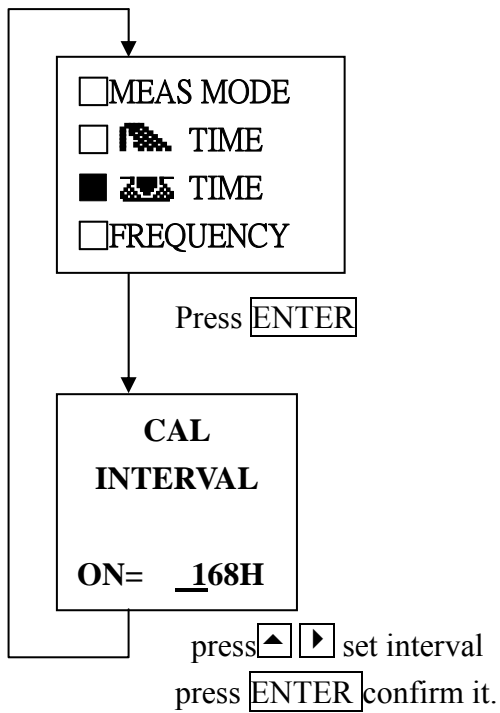 MEAS MODE
TIME
TIME
FREQUENCY
Press ENTER
CAL
INTERVAL
ON= 168H
press set interval
press ENTER confirm it.